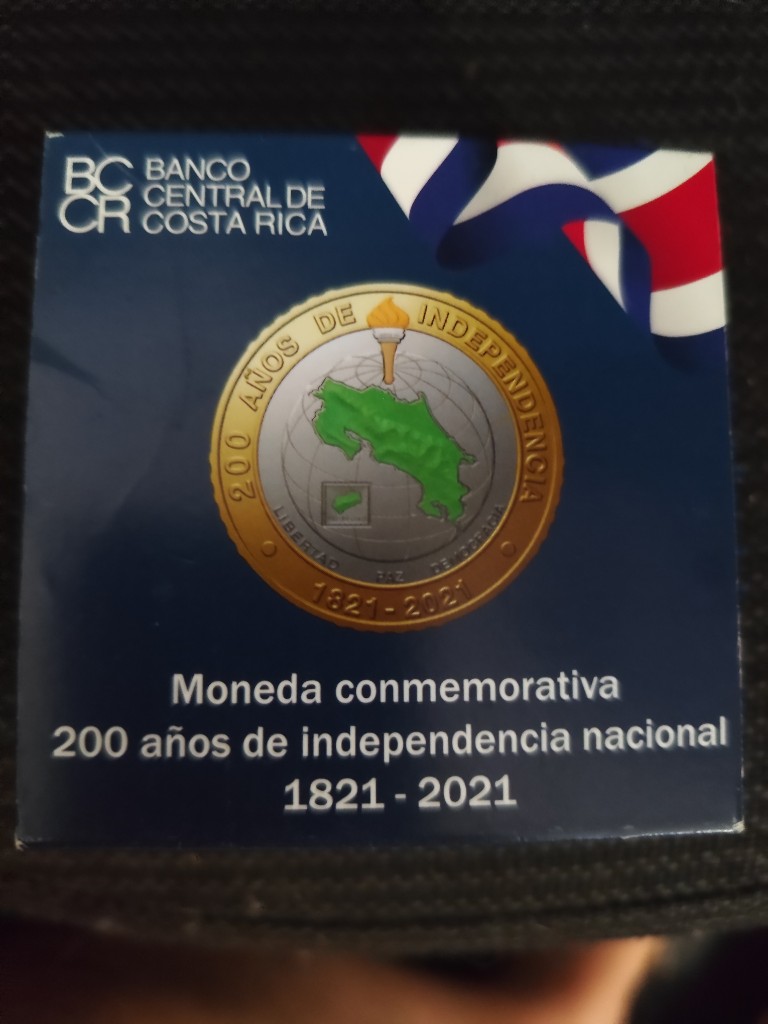 BC
CR
BANCO
CENTRAL DE
COSTA RICA
200 AÑOS DE INDEPENDENCIA
LIBERTAD PAZ DEMOCRACIA
1821-2021
Moneda conmemorativa
200 años de independencia nacional
1821 - 2021